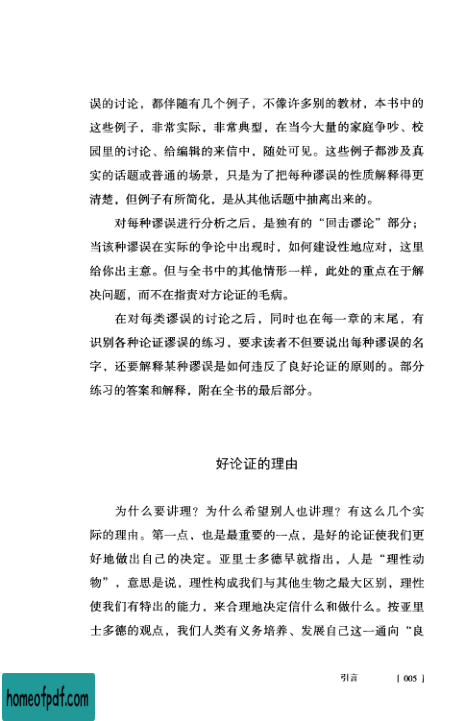 误的讨论，都伴随有几个例子，不像许多别的教材，本书中的
这些例子，非常实际，非常典型，在当今大量的家庭争吵、校
园里的讨论、给编辑的来信中，随处可见。这些例子都涉及真
实的话题或普通的场景，只是为了把每种谬误的性质解释得更
清楚，但例子有所简化，是从其他话题中抽离出来的。
对每种谬误进行分析之后，是独有的“回击谬论”部分；
当该种谬误在实际的争论中出现时，如何建设性地应对，这里
给你出主意。但与全书中的其他情形一样，此处的重点在于解
决问题，而不在指责对方论证的毛病。
在对每类谬误的讨论之后，同时也在每一章的末尾，有
识别各种论证谬误的练习，要求读者不但要说出每种谬误的名
字，还要解释某种谬误是如何违反了良好论证的原则的。部分
练习的答案和解释，附在全书的最后部分。
好论证的理由
为什么要讲理？为什么希望别人也讲理？有这么几个实
际的理由。第一点，也是最重要的一点，是好的论证使我们更
好地做出自己的决定。亚里士多德早就指出，人是“理性动
物”，意思是说，理性构成我们与其他生物之最大区别，理性
使我们有特出的能力，来合理地决定信什么和做什么。按亚里
士多德的观点，我们人类有义务培养、发展自己这一通向“良
引言 [ 005 ]
homeofpdf.com